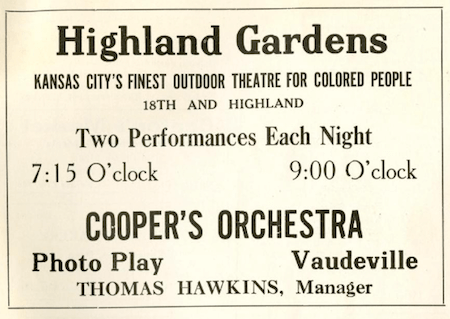 Highland Gardens
KANSAS CITY'S FINEST OUTDOOR THEATRE FOR COLORED PEOPLE
18TH AND HIGHLAND
Two Performances Each Night
7:15 O'clock 9:00 O'clock
COOPER'S ORCHESTRA
Photo Play Vaudeville
THOMAS HAWKINS, Manager